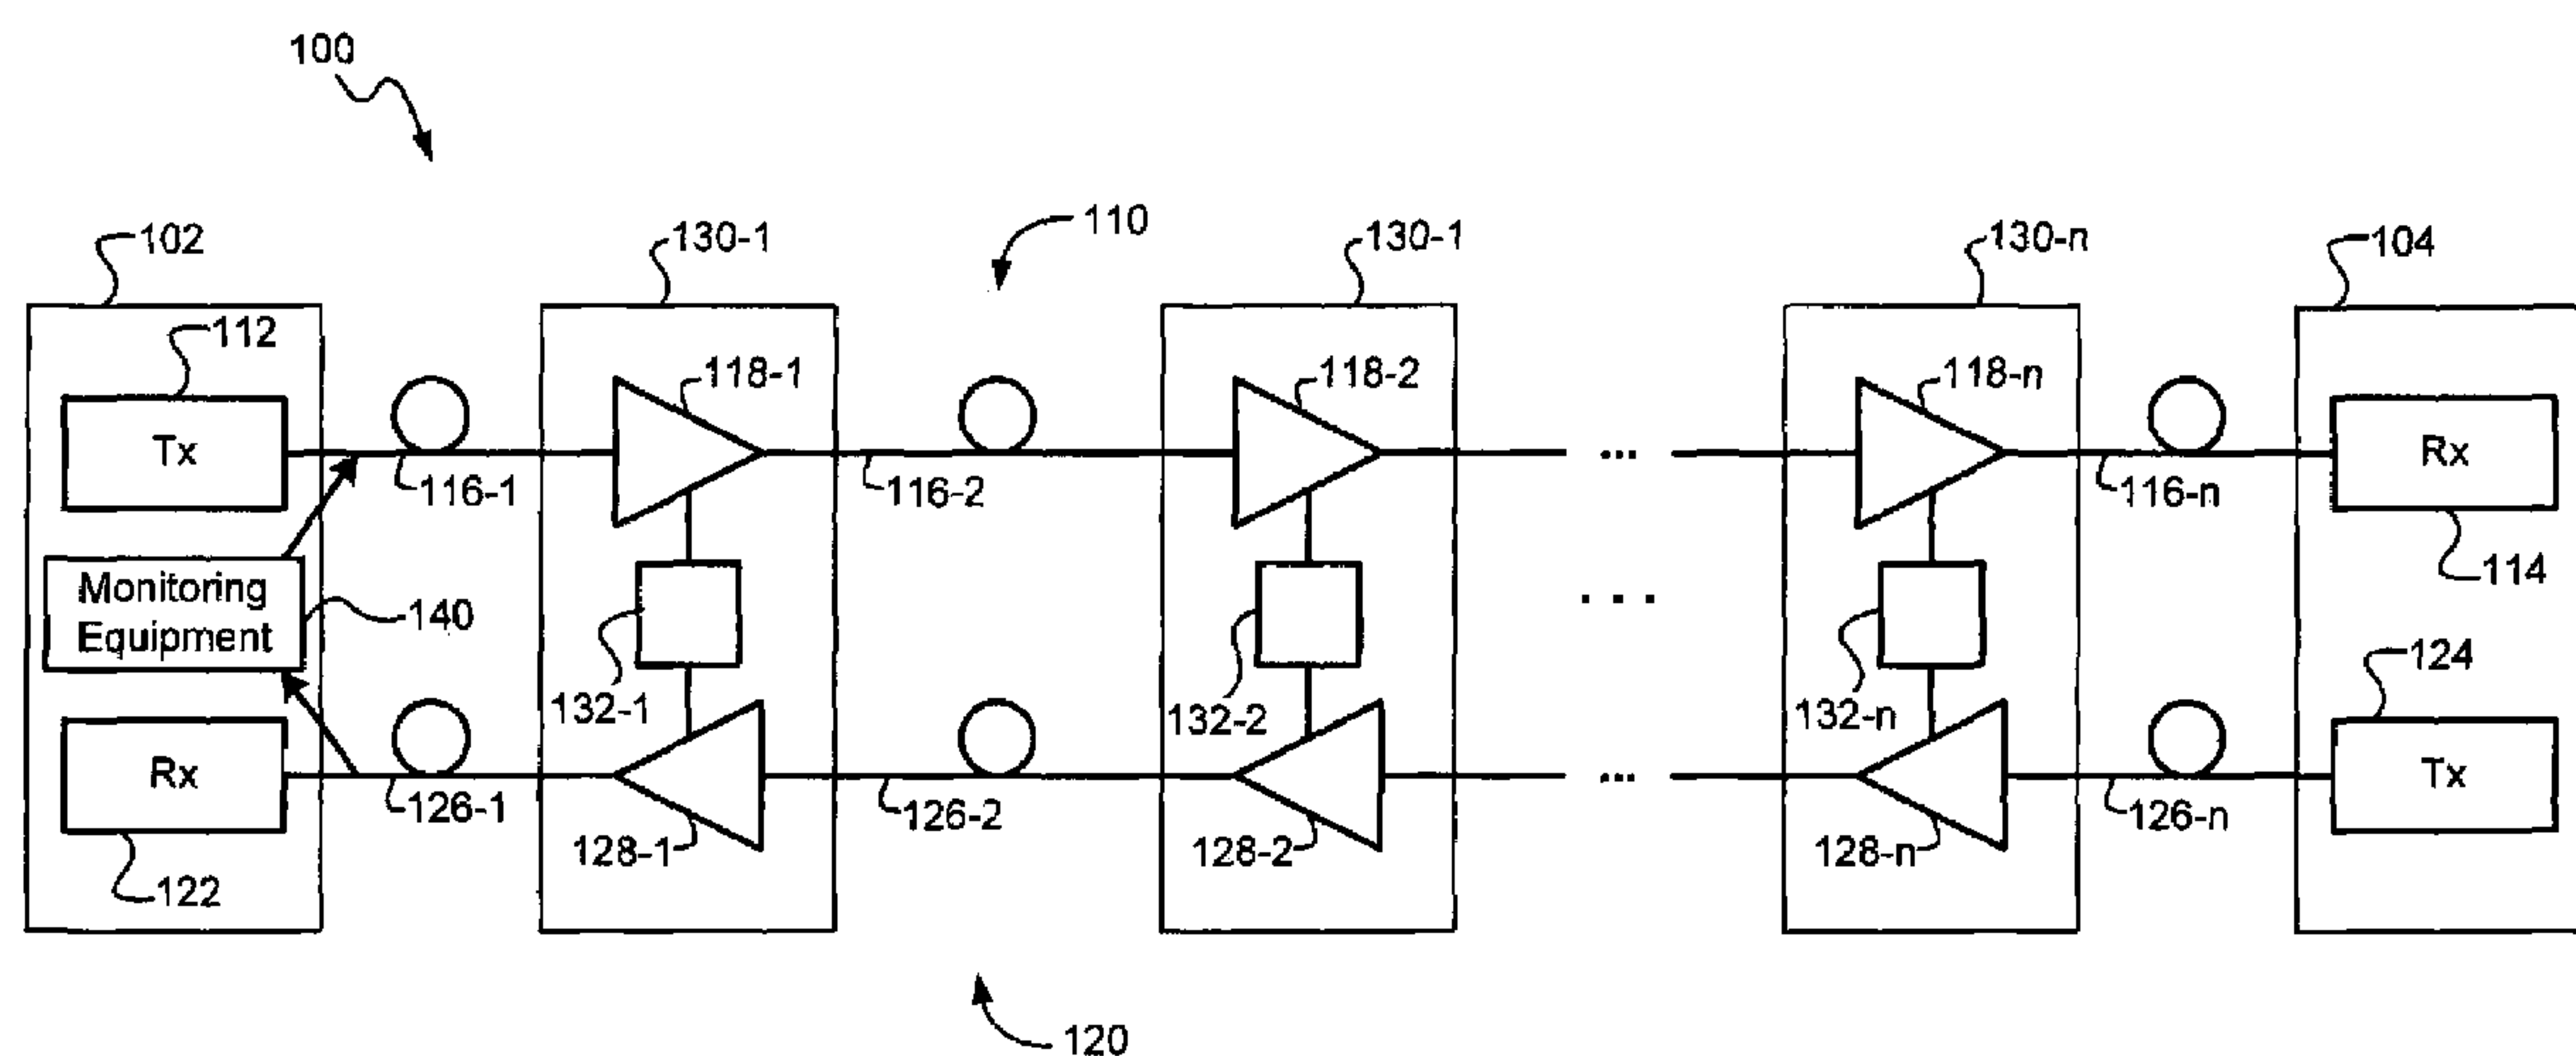 100
110
102
130-1
130-1
130-n
104
112
118-1
118-2
118-n
Tx
Rx
116-1
116-2
116-n
114
Monitoring
Equipment
140
...
. . .
124
132-1
132-2
132-n
Rx
Tx
126-1
126-2
126-n
...
128-1
128-2
128-n
122
120